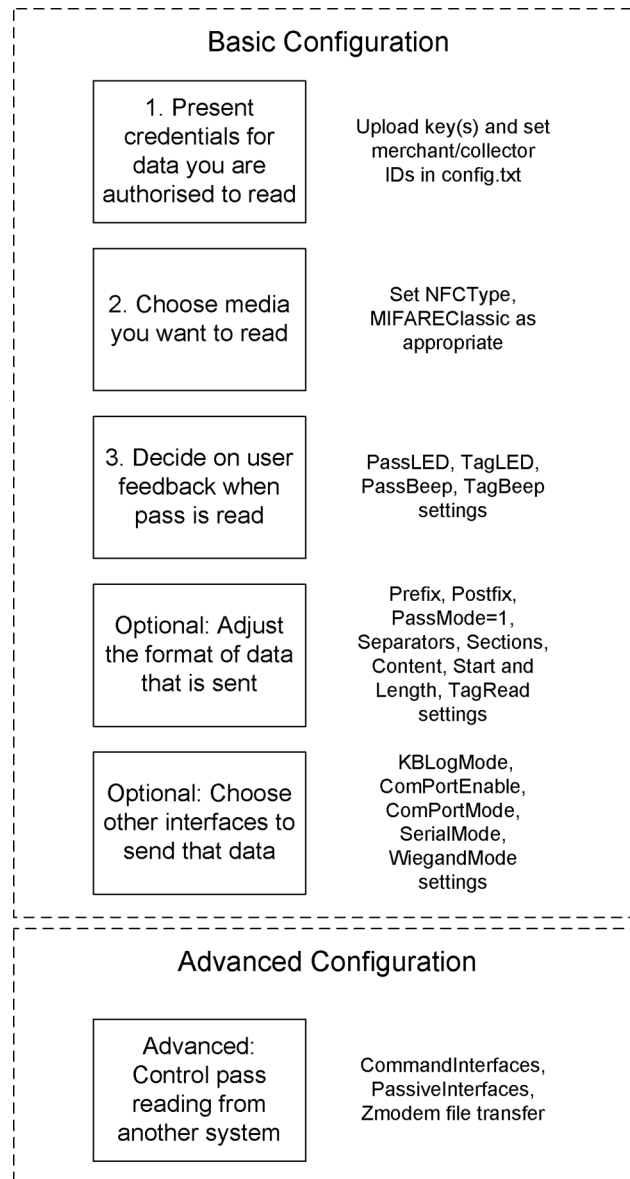 Basic Configuration
1. Present
credentials for
data you are
authorised to read
Upload key(s) and set
merchant/collector
IDs in config.txt
2. Choose media
you want to read
Set NFCType,
MIFAREClassic as
appropriate
3. Decide on user
feedback when
pass is read
PassLED, TagLED,
PassBeep, TagBeep
settings
Optional: Adjust
the format of data
that is sent
Prefix, Postfix,
PassMode=1,
Separators, Sections,
Content, Start and
Length, TagRead
settings
Optional: Choose
other interfaces to
send that data
KBLogMode,
ComPortEnable,
ComPortMode,
SerialMode,
WiegandMode
settings
Advanced Configuration
Advanced:
Control pass
reading from
another system
CommandInterfaces,
PassiveInterfaces,
Zmodem file transfer